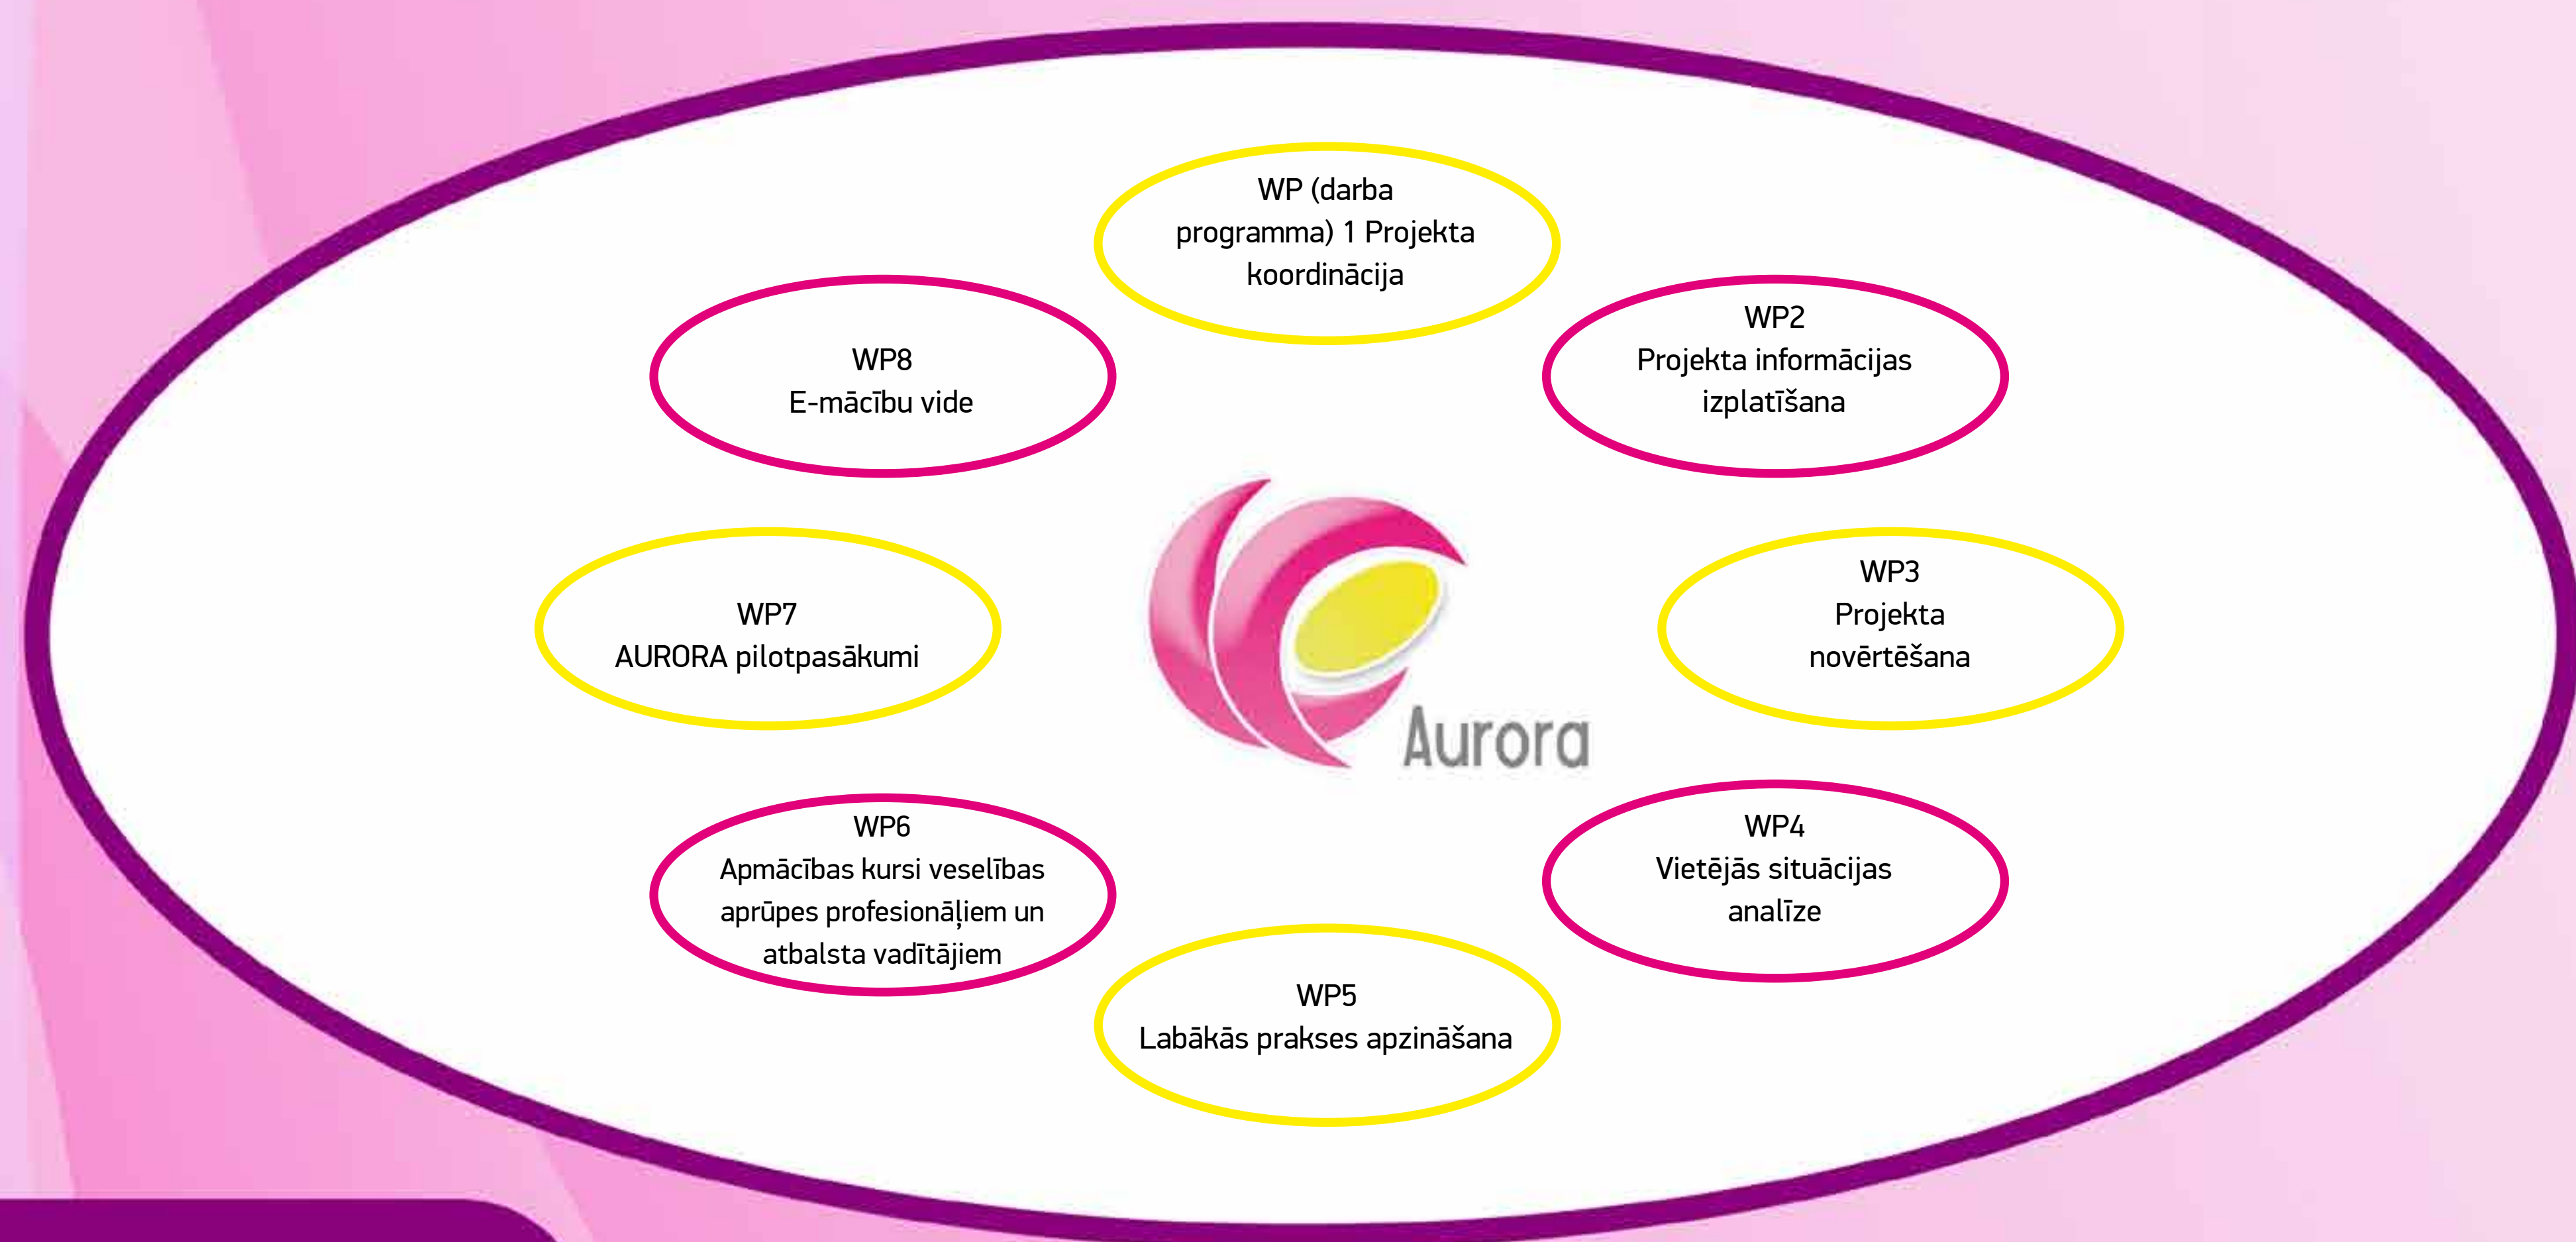 WP (darba
programma) 1 Projekta
koordinācija
WP2
Projekta informācijas
izplatīšana
WP3
Projekta
novērtēšana
WP4
Vietējās situācijas
analīze
WP5
Labākās prakses apzināšana
WP6
Apmācības kursi veselības
aprūpes profesionāļiem un
atbalsta vadītājiem
WP7
AURORA pilotpasākumi
WP8
E-mācību vide
Aurora